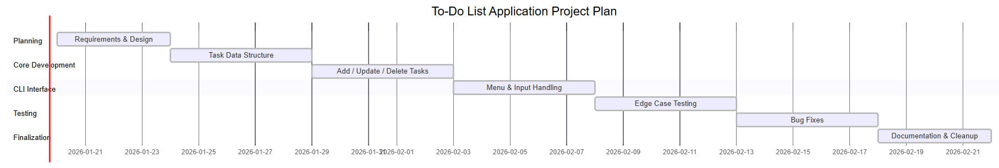 To-Do List Application Project Plan
Planning
Requirements & Design
Task Data Structure
Core Development
Add / Update / Delete Tasks
CLI Interface
Menu & Input Handling
Edge Case Testing
Testing
Bug Fixes
Finalization
Documentation & Cleanup
2026-01-21 2026-01-23 2026-01-25 2026-01-27 2026-01-29 2026-01-31 2026-02-01 2026-02-03 2026-02-05 2026-02-07 2026-02-09 2026-02-11 2026-02-13 2026-02-15 2026-02-17 2026-02-19 2026-02-21